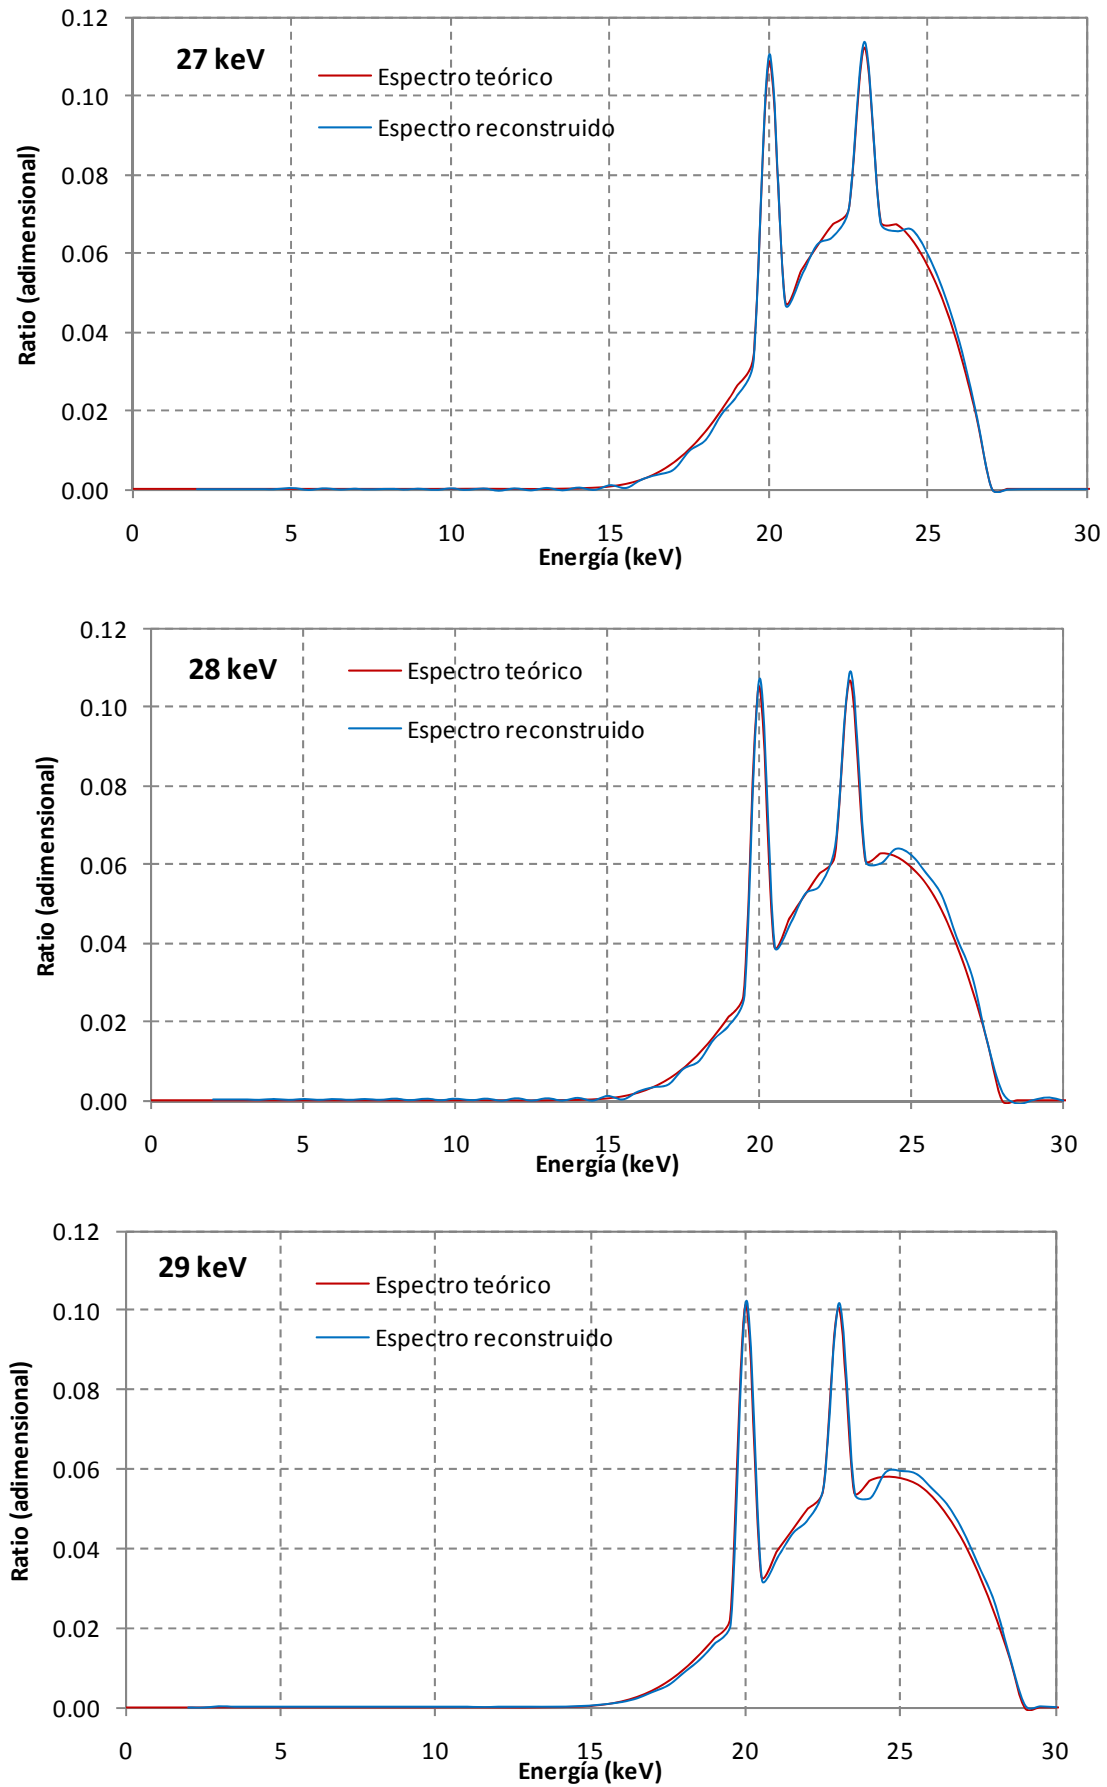 27 keV
Espectro teórico
Espectro reconstruido
Ratio (adimensional)
0.12
0.10
0.08
0.06
0.04
0.02
0.00
0 5 10 15 20 25 30
Energía (keV)
28 keV
Espectro teórico
Espectro reconstruido
Ratio (adimensional)
0.12
0.10
0.08
0.06
0.04
0.02
0.00
0 5 10 15 20 25 30
Energía (keV)
29 keV
Espectro teórico
Espectro reconstruido
Ratio (adimensional)
0.12
0.10
0.08
0.06
0.04
0.02
0.00
0 5 10 15 20 25 30
Energía (keV)